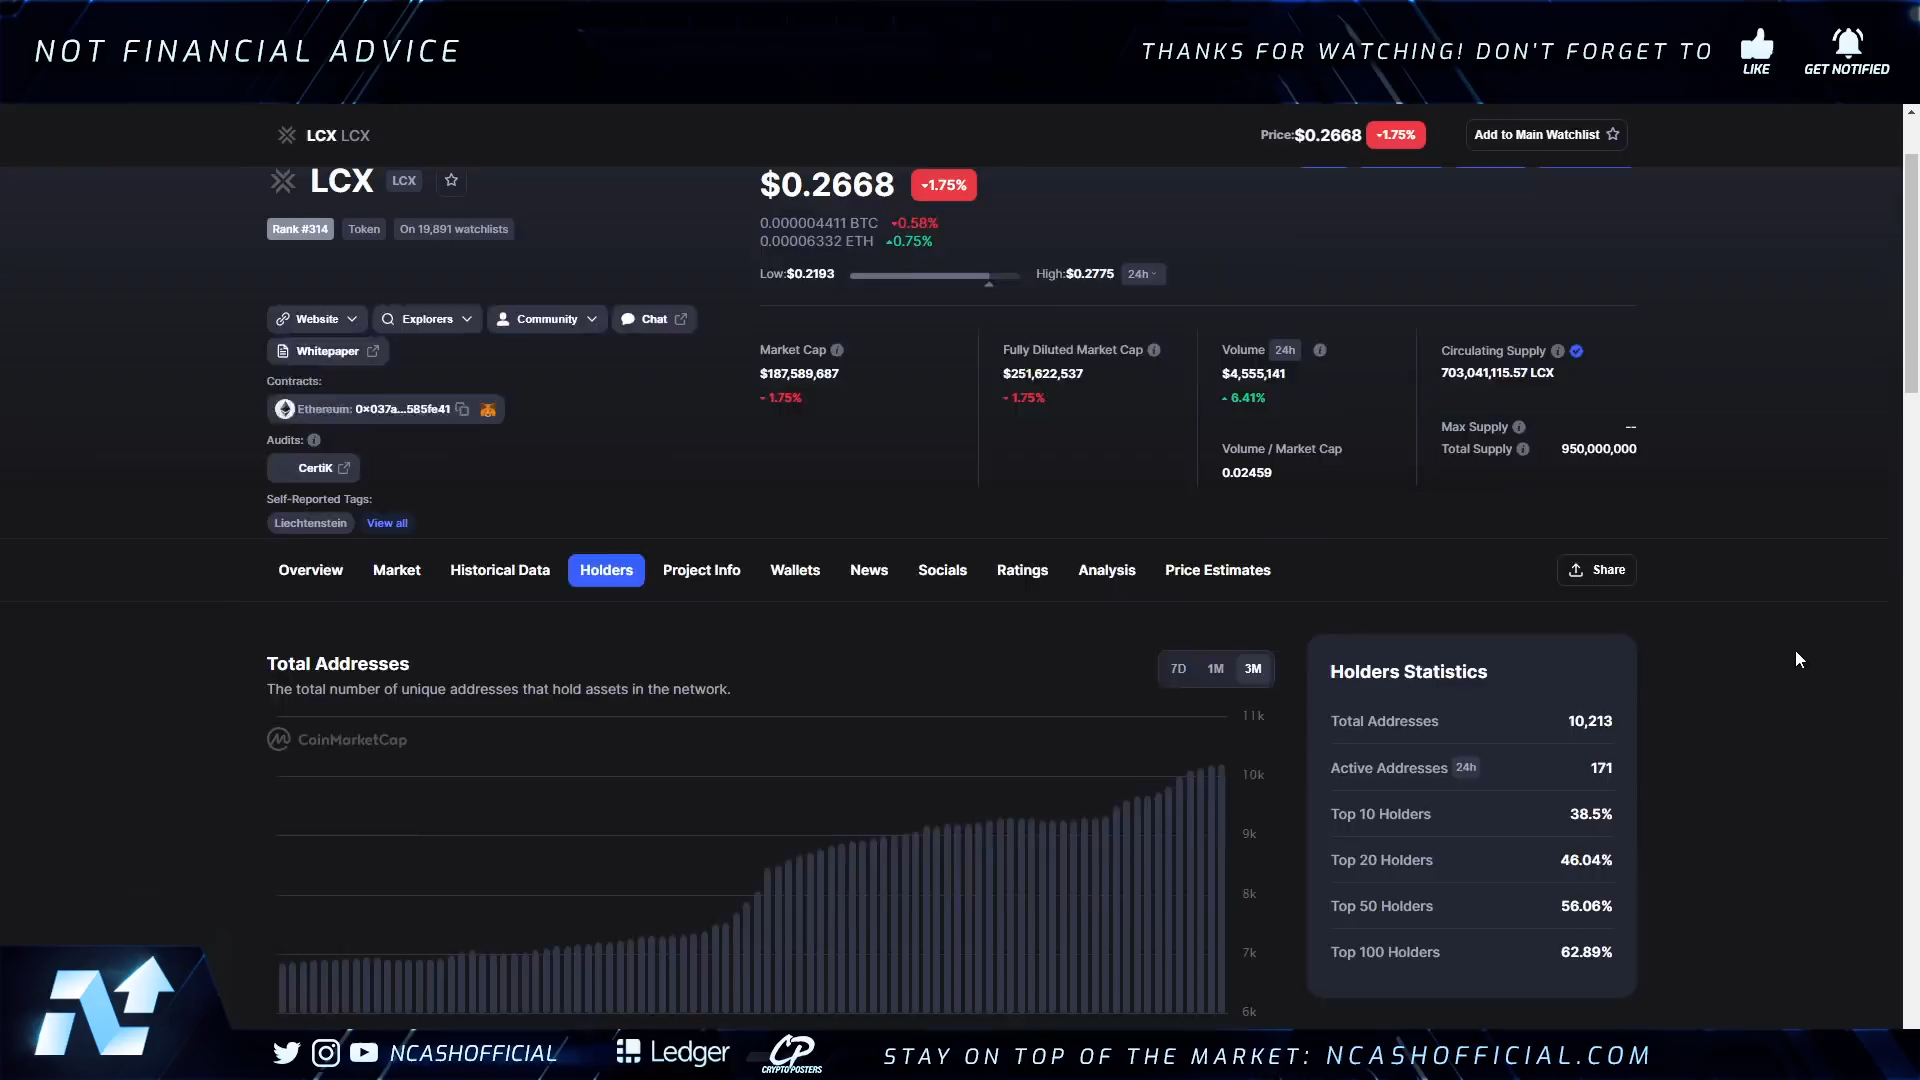 NOT FINANCIAL ADVICE
THANKS FOR WATCHING! DON'T FORGET TO
LIKE
GET NOTIFIED
LCX LCX
Price:$0.2668 -1.75%
Add to Main Watchlist
LCX LCX
$0.2668 -1.75%
0.000004411 BTC -0.58%
0.00006332 ETH 0.75%
Rank #314 Token On 19,891 watchlists
Low:$0.2193 High:$0.2775 24h
Website Explorers Community Chat
Whitepaper
Contracts:
Ethereum: 0x037a...585fe41
Audits:
CertiK
Self-Reported Tags:
Liechtenstein View all
Market Cap
$187,589,687
1.75%
Fully Diluted Market Cap
$251,622,537
1.75%
Volume 24h
$4,555,141
6.41%
Volume / Market Cap
0.02459
Circulating Supply
703,041,115.57 LCX
Max Supply --
Total Supply 950,000,000
Overview Market Historical Data Holders Project Info Wallets News Socials Ratings Analysis Price Estimates
Share
Total Addresses
The total number of unique addresses that hold assets in the network.
7D 1M 3M
CoinMarketCap
11k
10k
9k
8k
7k
6k
Holders Statistics
Total Addresses 10,213
Active Addresses 24h 171
Top 10 Holders 38.5%
Top 20 Holders 46.04%
Top 50 Holders 56.06%
Top 100 Holders 62.89%
NCASHOFFICIAL
Ledger
CP
CRYPTOPOSTERS
STAY ON TOP OF THE MARKET: NCASHOFFICIAL.COM